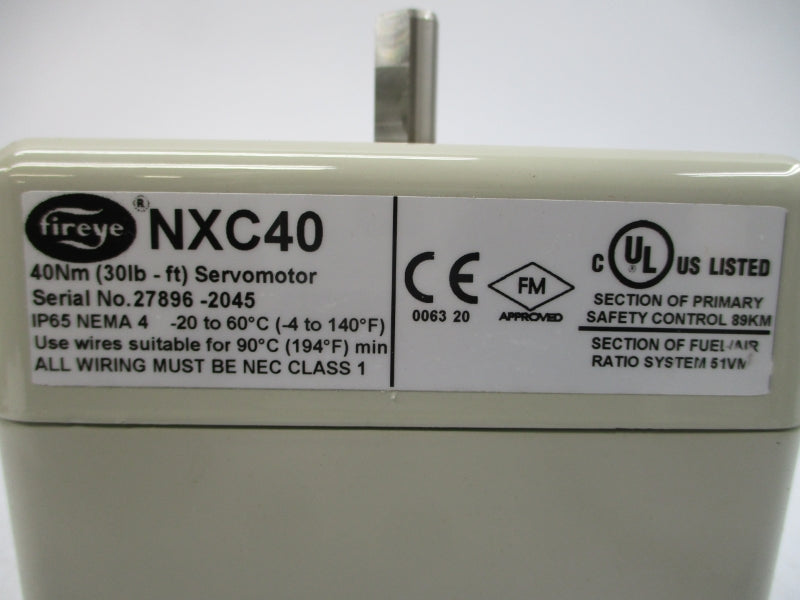 fireye ® NXC40
40Nm (30lb - ft) Servomotor
Serial No.27896 -2045
IP65 NEMA 4 -20 to 60°C (-4 to 140°F)
Use wires suitable for 90°C (194°F) min
ALL WIRING MUST BE NEC CLASS 1
CE
0063 20
FM
APPROVED
C UL US LISTED
SECTION OF PRIMARY
SAFETY CONTROL 89KM
SECTION OF FUEL/AIR
RATIO SYSTEM 51VM